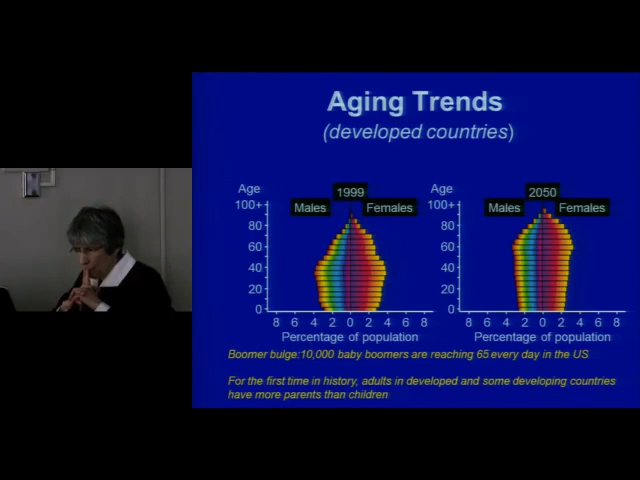 Aging Trends
(developed countries)
Age 1999 Age 2050
100+ Males Females 100+ Males Females
80 80
60 60
40 40
20 20
0 0
8 6 4 2 0 2 4 6 8 8 6 4 2 0 2 4 6 8
Percentage of population Percentage of population
Boomer bulge:10,000 baby boomers are reaching 65 every day in the US
For the first time in history, adults in developed and some developing countries
have more parents than children